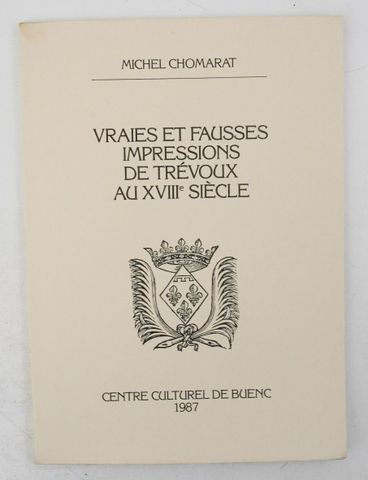 MICHEL CHOMARAT
VRAIES ET FAUSSES
IMPRESSIONS
DE TRÉVOUX
AU XVIIIe SIÈCLE
CENTRE CULTUREL DE BUENC
1987